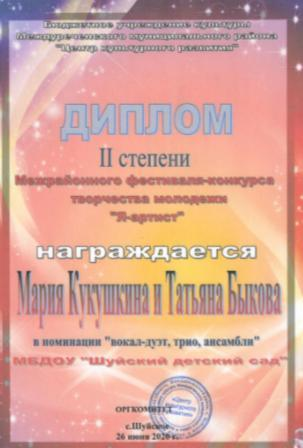 Бюджетное учреждение культуры
Междуреченского муниципального района
"Центр культурного развития"
ДИПЛОМ
II степени
Межрайонного фестиваля-конкурса
творчества молодежи
"Я-артист"
награждается
Мария Кукушкина и Татьяна Быкова
в номинации "вокал-дуэт, трио, ансамбли"
МБДОУ "Шуйский детский сад"
ОРГКОМИТЕТ
с.Шуйское
26 июня 2020 г.